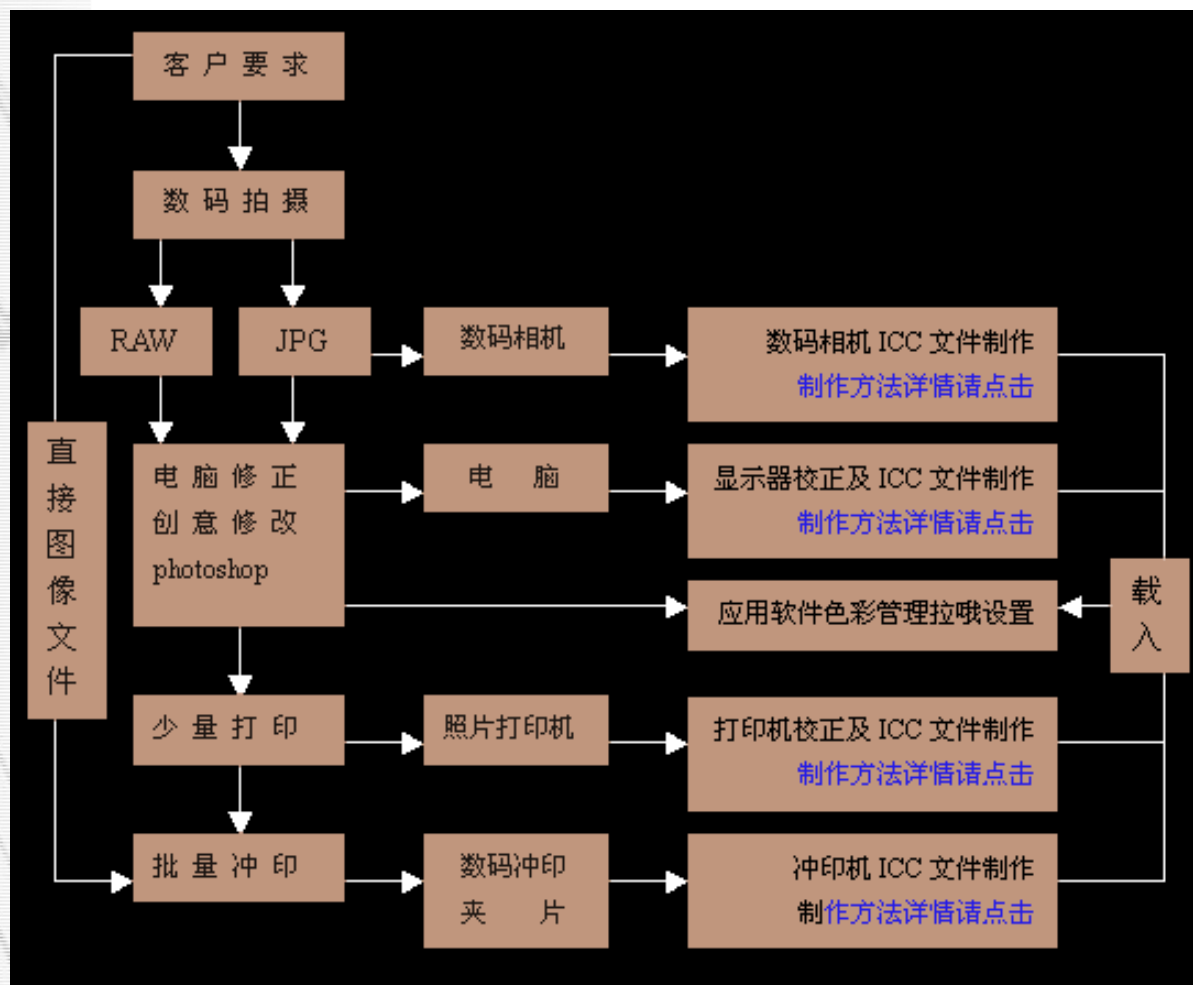 客户要求
数码拍摄
RAW
JPG
数码相机
数码相机 ICC 文件制作
制作方法详情请点击
直接图像文件
电脑修正
创意修改
photoshop
电脑
显示器校正及 ICC 文件制作
制作方法详情请点击
应用软件色彩管理拉哦设置
载入
少量打印
照片打印机
打印机校正及 ICC 文件制作
制作方法详情请点击
批量冲印
数码冲印
夹片
冲印机 ICC 文件制作
制作方法详情请点击